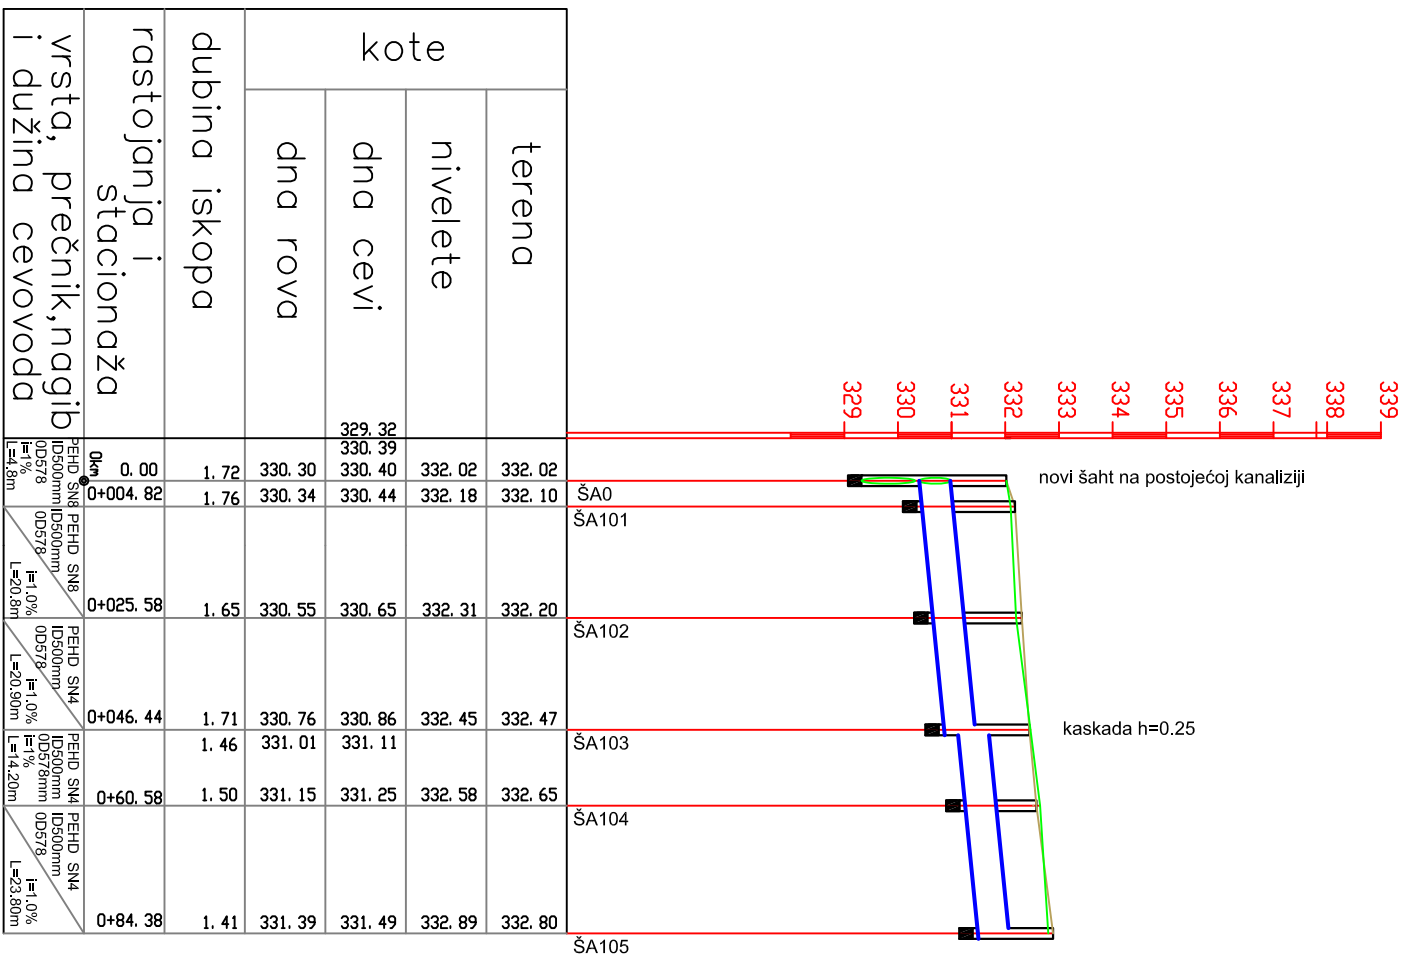 kote
terena
nivelete
dna cevi
dna rova
dubina iskopa
rastojanja i
stacionaža
vrsta, prečnik,nagib
i dužina cevovoda
339
338
337
336
335
334
333
332
331
330
329
329.32
330.39
0km 0.00 1.72 330.30 330.40 332.02 332.02
0+004.82 1.76 330.34 330.44 332.18 332.10
0+025.58 1.65 330.55 330.65 332.31 332.20
0+046.44 1.71 330.76 330.86 332.45 332.47
1.46 331.01 331.11
0+60.58 1.50 331.15 331.25 332.58 332.65
0+84.38 1.41 331.39 331.49 332.89 332.80
PEHD SN8
ID500mm
OD578
i=1%
L=4.8m
PEHD SN8
ID500mm
OD578
i=1.0%
L=20.8m
PEHD SN4
ID500mm
OD578
i=1.0%
L=20.90m
PEHD SN4
ID500mm
OD578mm
i=1%
L=14.20m
PEHD SN4
ID500mm
OD578
i=1.0%
L=23.80m
ŠA0
ŠA101
ŠA102
ŠA103
ŠA104
ŠA105
novi šaht na postojećoj kanaliziji
kaskada h=0.25